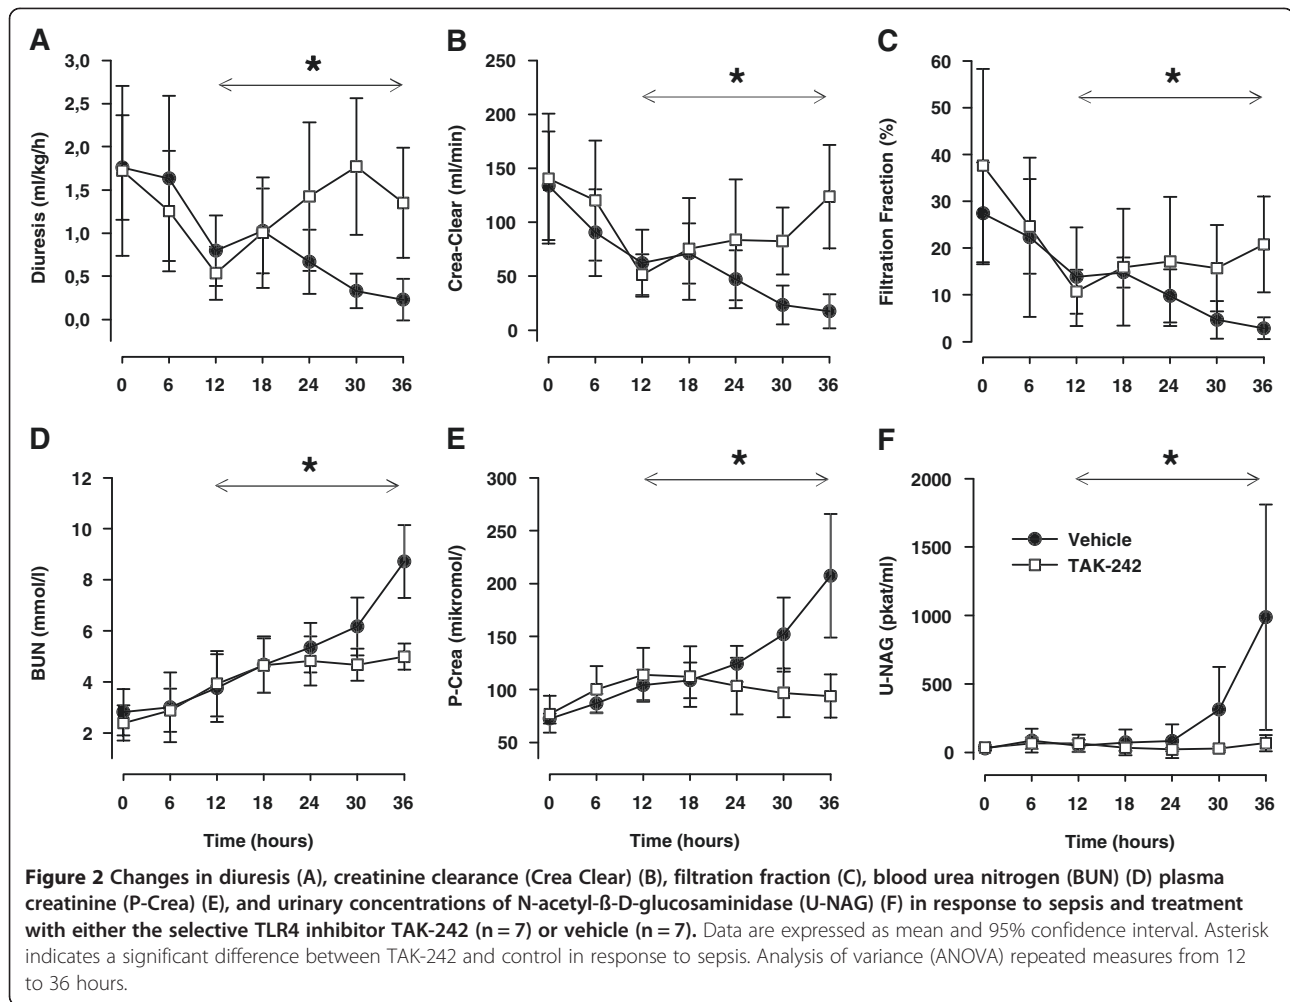 A
3,0
2,5
2,0
1,5
1,0
0,5
0,0
Diuresis (ml/kg/h)
*
0 6 12 18 24 30 36
B
250
200
150
100
50
0
Crea-Clear (ml/min)
*
0 6 12 18 24 30 36
C
60
50
40
30
20
10
0
Filtration Fraction (%)
*
0 6 12 18 24 30 36
D
12
10
8
6
4
2
BUN (mmol/l)
*
0 6 12 18 24 30 36
Time (hours)
E
300
250
200
150
100
50
P-Crea (mikromol/)
*
0 6 12 18 24 30 36
Time (hours)
F
2000
1500
1000
500
0
U-NAG (pkat/ml)
*
Vehicle
TAK-242
0 6 12 18 24 30 36
Time (hours)
Figure 2 Changes in diuresis (A), creatinine clearance (Crea Clear) (B), filtration fraction (C), blood urea nitrogen (BUN) (D) plasma
creatinine (P-Crea) (E), and urinary concentrations of N-acetyl-ß-D-glucosaminidase (U-NAG) (F) in response to sepsis and treatment
with either the selective TLR4 inhibitor TAK-242 (n = 7) or vehicle (n = 7). Data are expressed as mean and 95% confidence interval. Asterisk
indicates a significant difference between TAK-242 and control in response to sepsis. Analysis of variance (ANOVA) repeated measures from 12
to 36 hours.